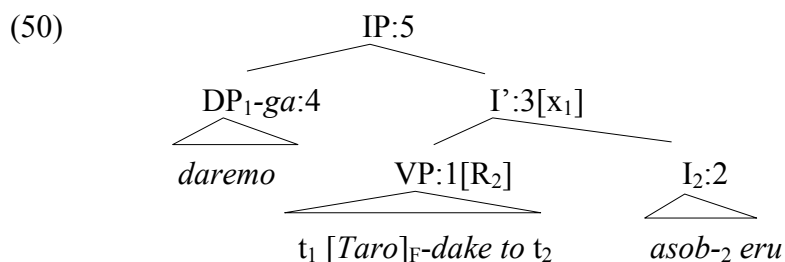 (50) IP:5
DP₁-ga:4 I’:3[x₁]
daremo VP:1[R₂] I₂:2
t₁ [Taro]F-dake to t₂ asob-₂ eru